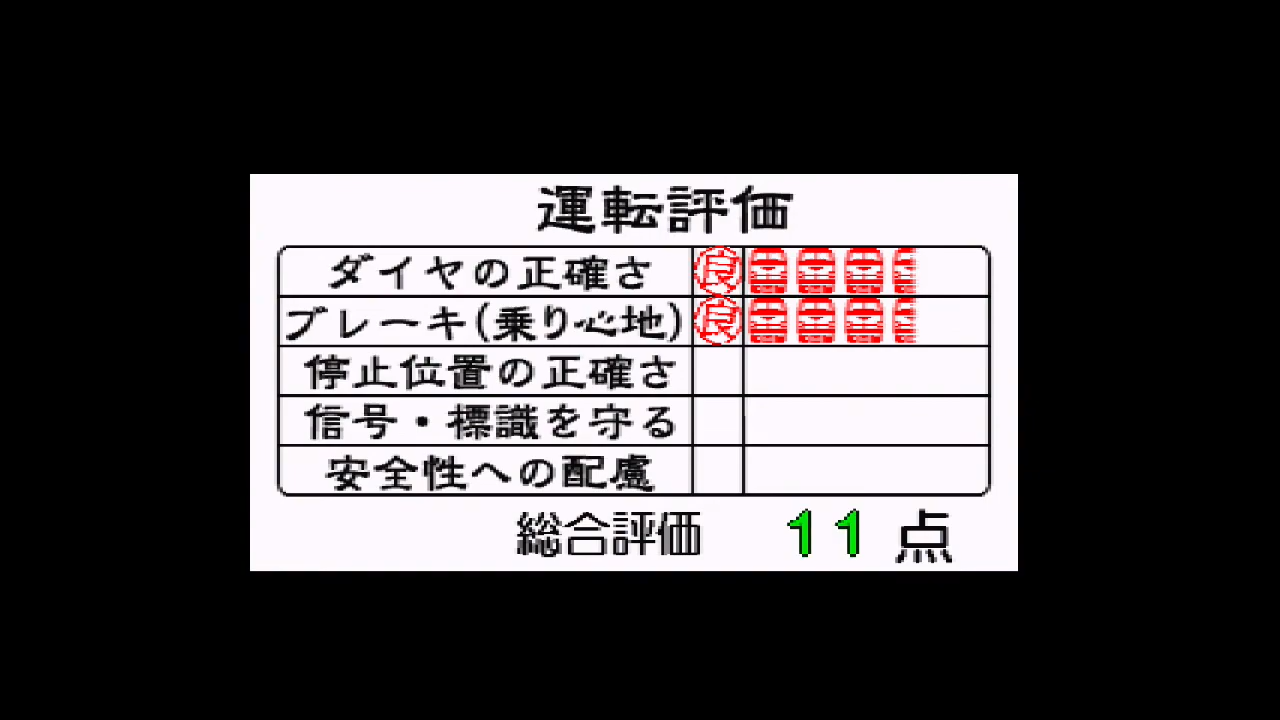 運転評価
ダイヤの正確さ 良
ブレーキ(乗り心地) 良
停止位置の正確さ
信号・標識を守る
安全性への配慮
総合評価 11 点